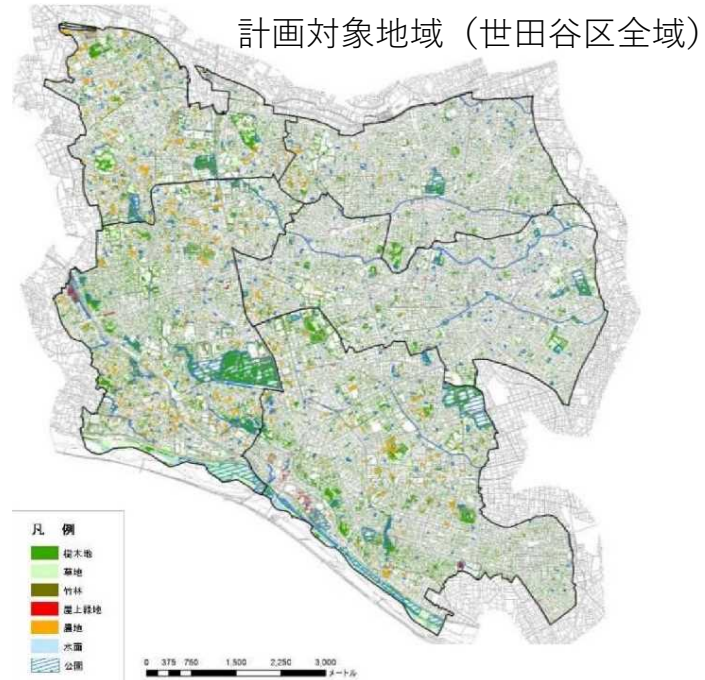 計画対象地域（世田谷区全域）
凡 例
樹木地
草地
竹林
屋上緑地
農地
水面
公園
0 375 750 1,500 2,250 3,000
メートル